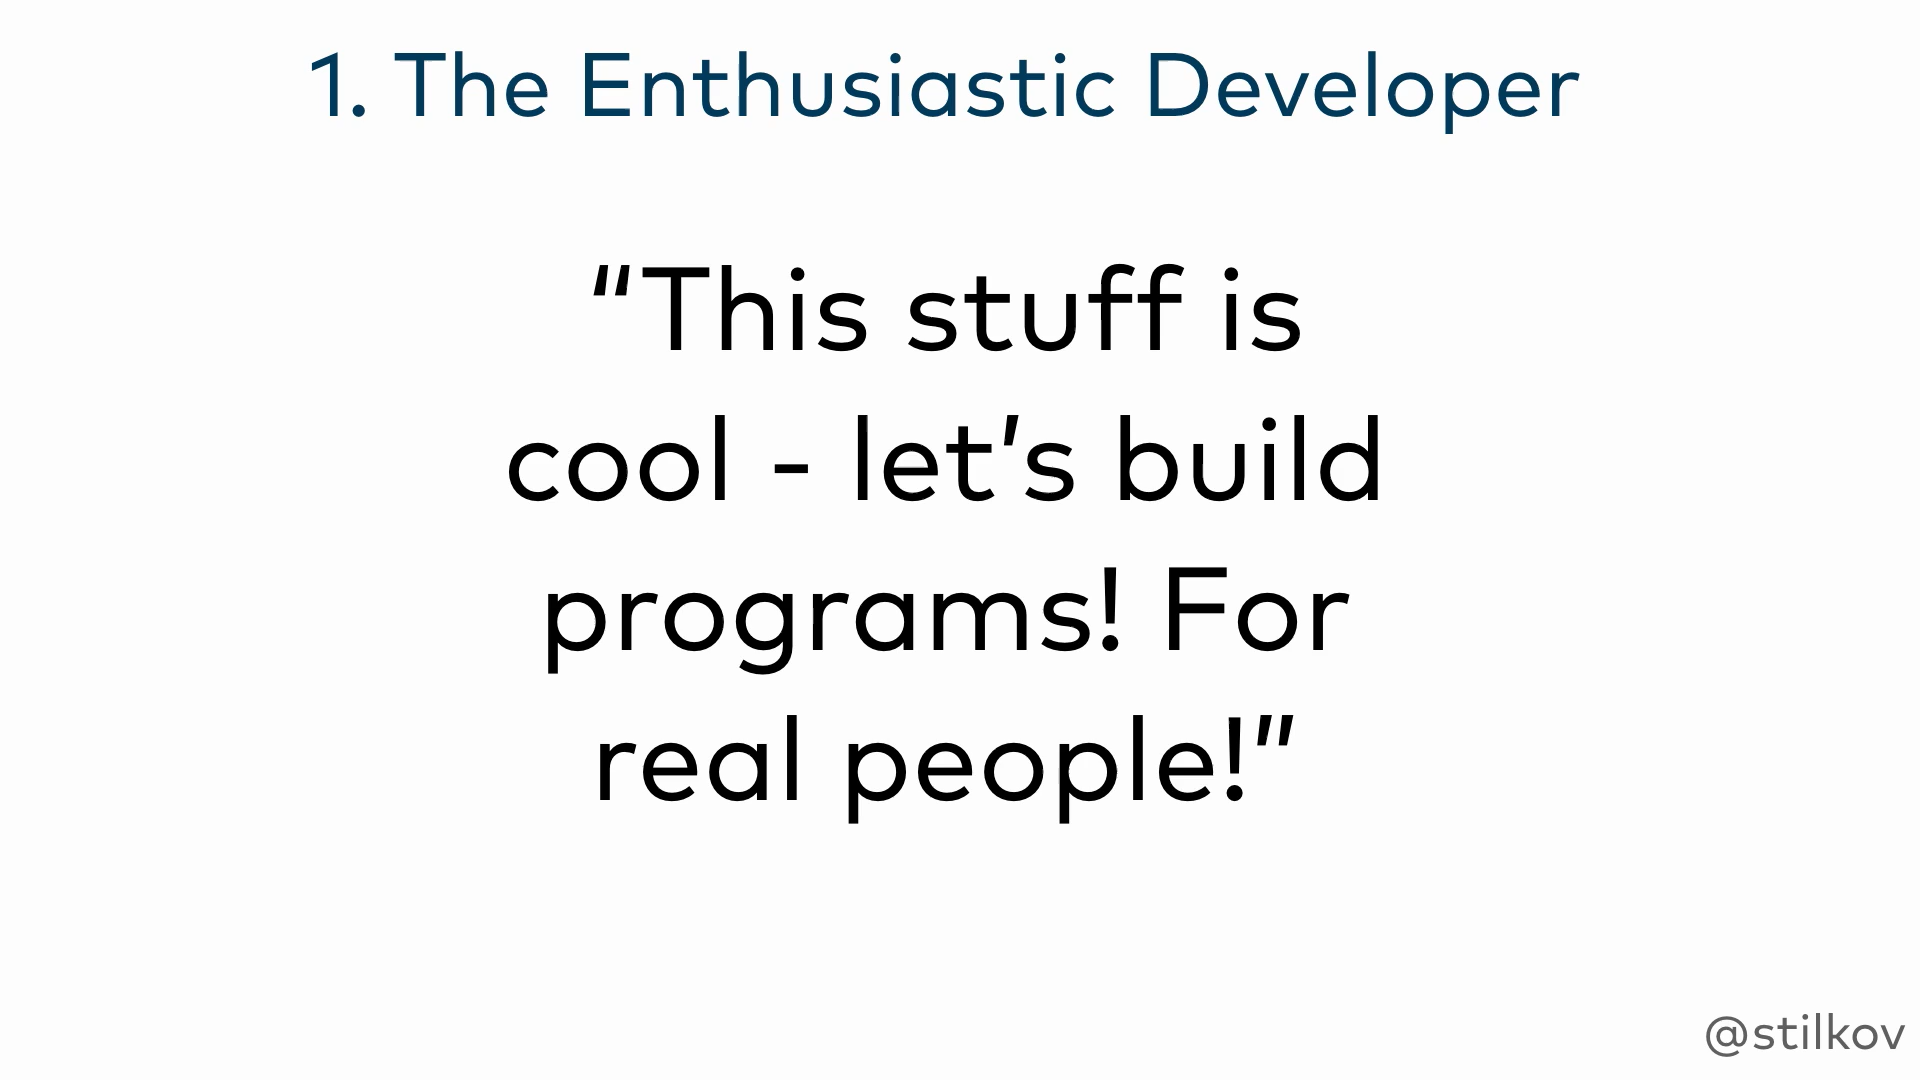 1. The Enthusiastic Developer
“This stuff is
cool - let’s build
programs! For
real people!”
@stilkov